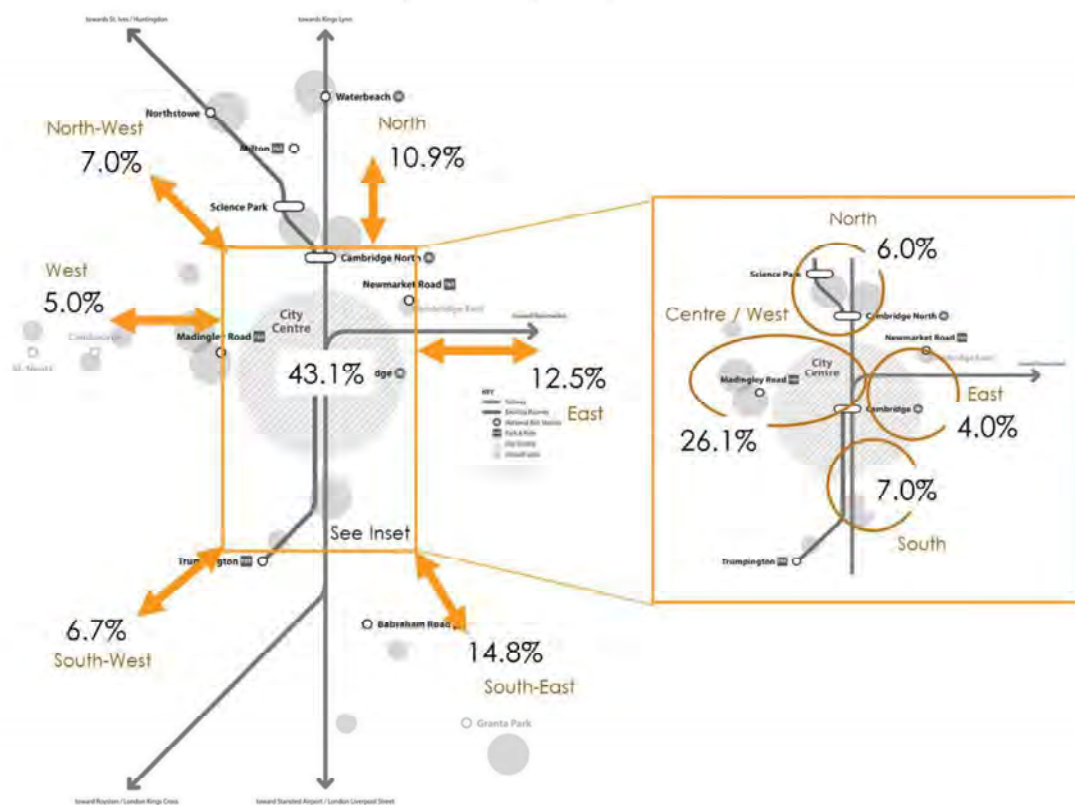 towards St. Ives / Huntingdon
towards Kings Lynn
Waterbeach
Northstowe
North-West
7.0%
Milton
North
10.9%
Science Park
Cambridge North
West
5.0%
Newmarket Road
City
Centre
Madingley Road
43.1%
dge
12.5%
East
KEY
See Inset
Trumpington
6.7%
South-West
Babraham Road
14.8%
South-East
Granta Park
toward Royston / London Kings Cross
toward Stansted Airport / London Liverpool Street
North
6.0%
Science Park
Cambridge North
Centre / West
Newmarket Road
City
Centre
Madingley Road
East
Cambridge
4.0%
26.1%
7.0%
South
Trumpington